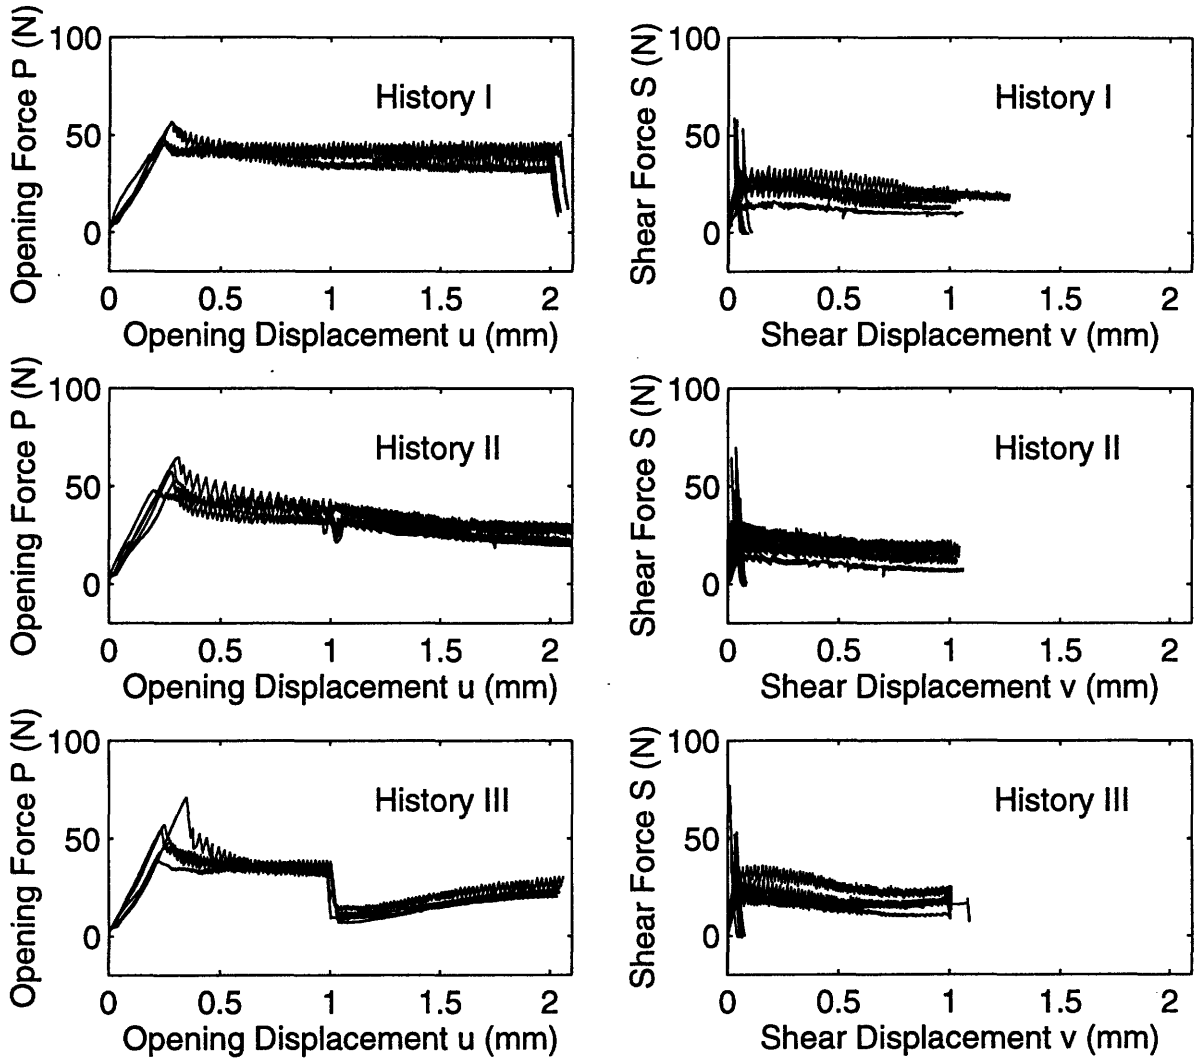 Opening Force P (N)
100
50
0
History I
0 0.5 1 1.5 2
Opening Displacement u (mm)
Shear Force S (N)
100
50
0
History I
0 0.5 1 1.5 2
Shear Displacement v (mm)
Opening Force P (N)
100
50
0
History II
0 0.5 1 1.5 2
Opening Displacement u (mm)
Shear Force S (N)
100
50
0
History II
0 0.5 1 1.5 2
Shear Displacement v (mm)
Opening Force P (N)
100
50
0
History III
0 0.5 1 1.5 2
Opening Displacement u (mm)
Shear Force S (N)
100
50
0
History III
0 0.5 1 1.5 2
Shear Displacement v (mm)